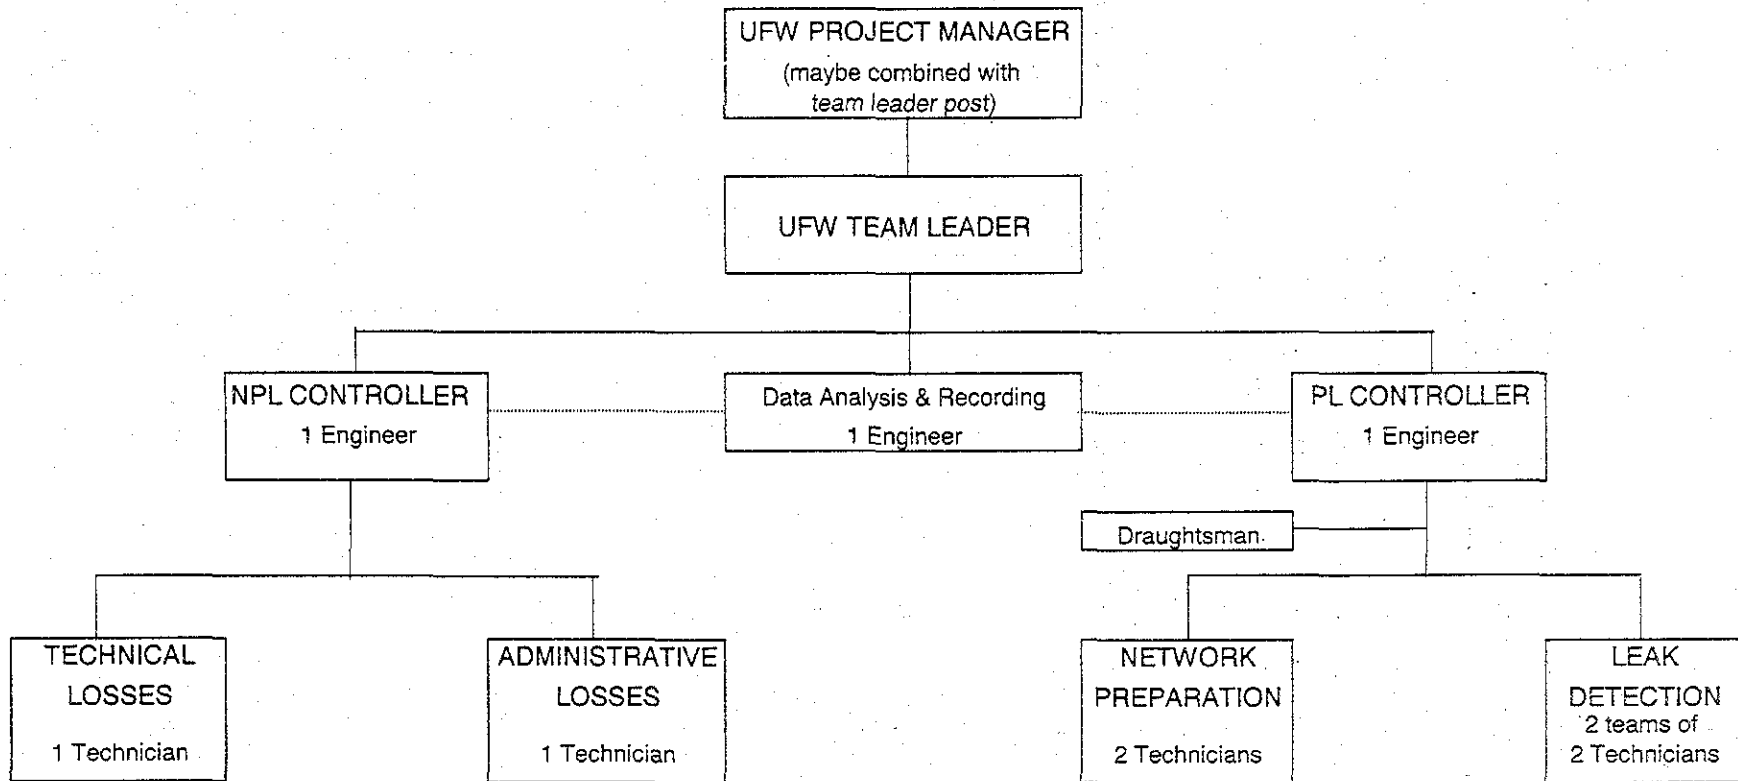 UFW PROJECT MANAGER
(maybe combined with
team leader post)
UFW TEAM LEADER
NPL CONTROLLER
1 Engineer
Data Analysis & Recording
1 Engineer
PL CONTROLLER
1 Engineer
Draughtsman
TECHNICAL
LOSSES
1 Technician
ADMINISTRATIVE
LOSSES
1 Technician
NETWORK
PREPARATION
2 Technicians
LEAK
DETECTION
2 teams of
2 Technicians